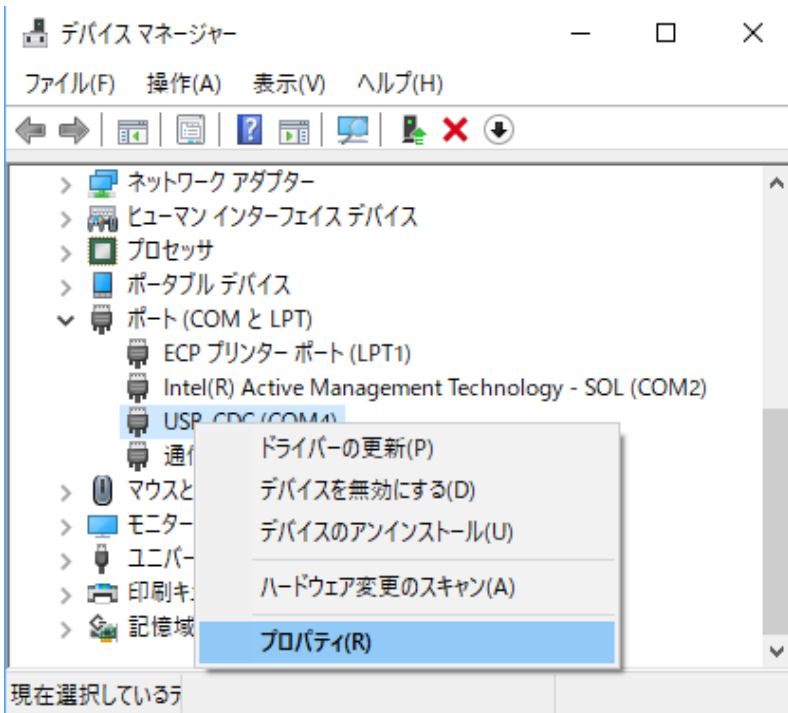 デバイス マネージャー
ファイル(F) 操作(A) 表示(V) ヘルプ(H)
ネットワーク アダプター
ヒューマン インターフェイス デバイス
プロセッサ
ポータブル デバイス
ポート (COM と LPT)
ECP プリンター ポート (LPT1)
Intel(R) Active Management Technology - SOL (COM2)
USB CDC (COM4)
通信
マウスと
モニター
ユニバー
印刷キ
記憶域
ドライバーの更新(P)
デバイスを無効にする(D)
デバイスのアンインストール(U)
ハードウェア変更のスキャン(A)
プロパティ(R)
現在選択しているデ